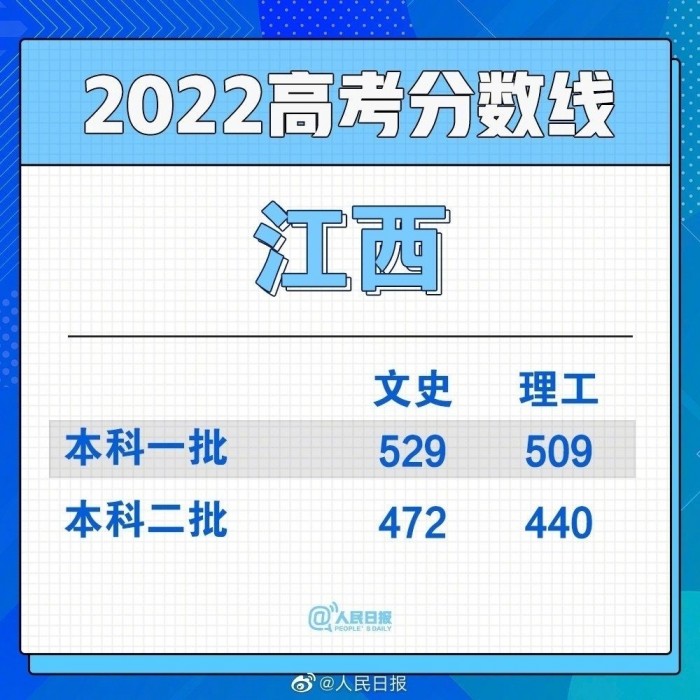 2022高考分数线
江西
文史 理工
本科一批 529 509
本科二批 472 440
@人民日报
PEOPLE'S DAILY
@人民日报